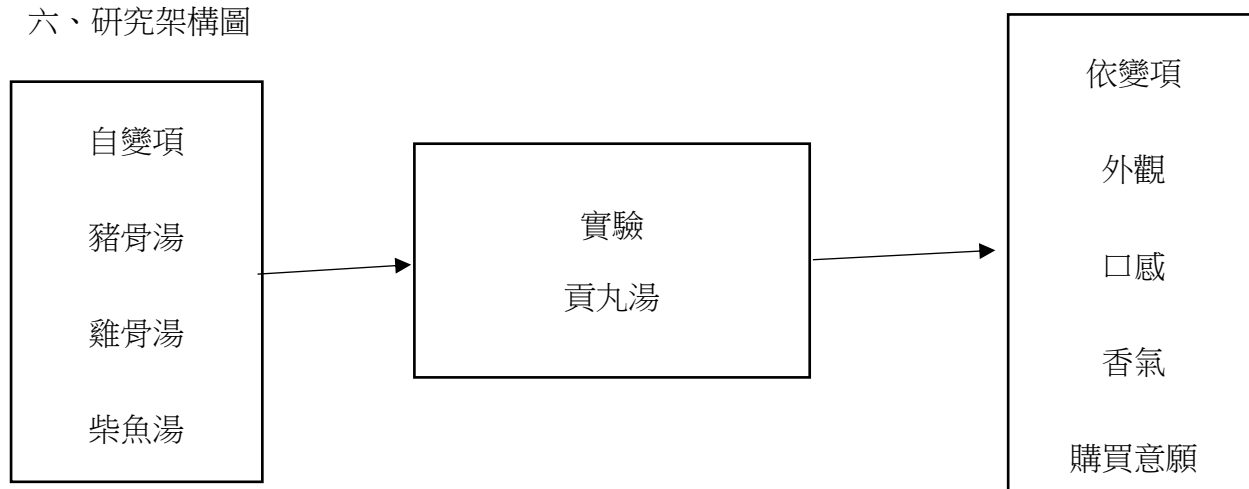 六、研究架構圖
自變項
豬骨湯
雞骨湯
柴魚湯
實驗
貢丸湯
依變項
外觀
口感
香氣
購買意願